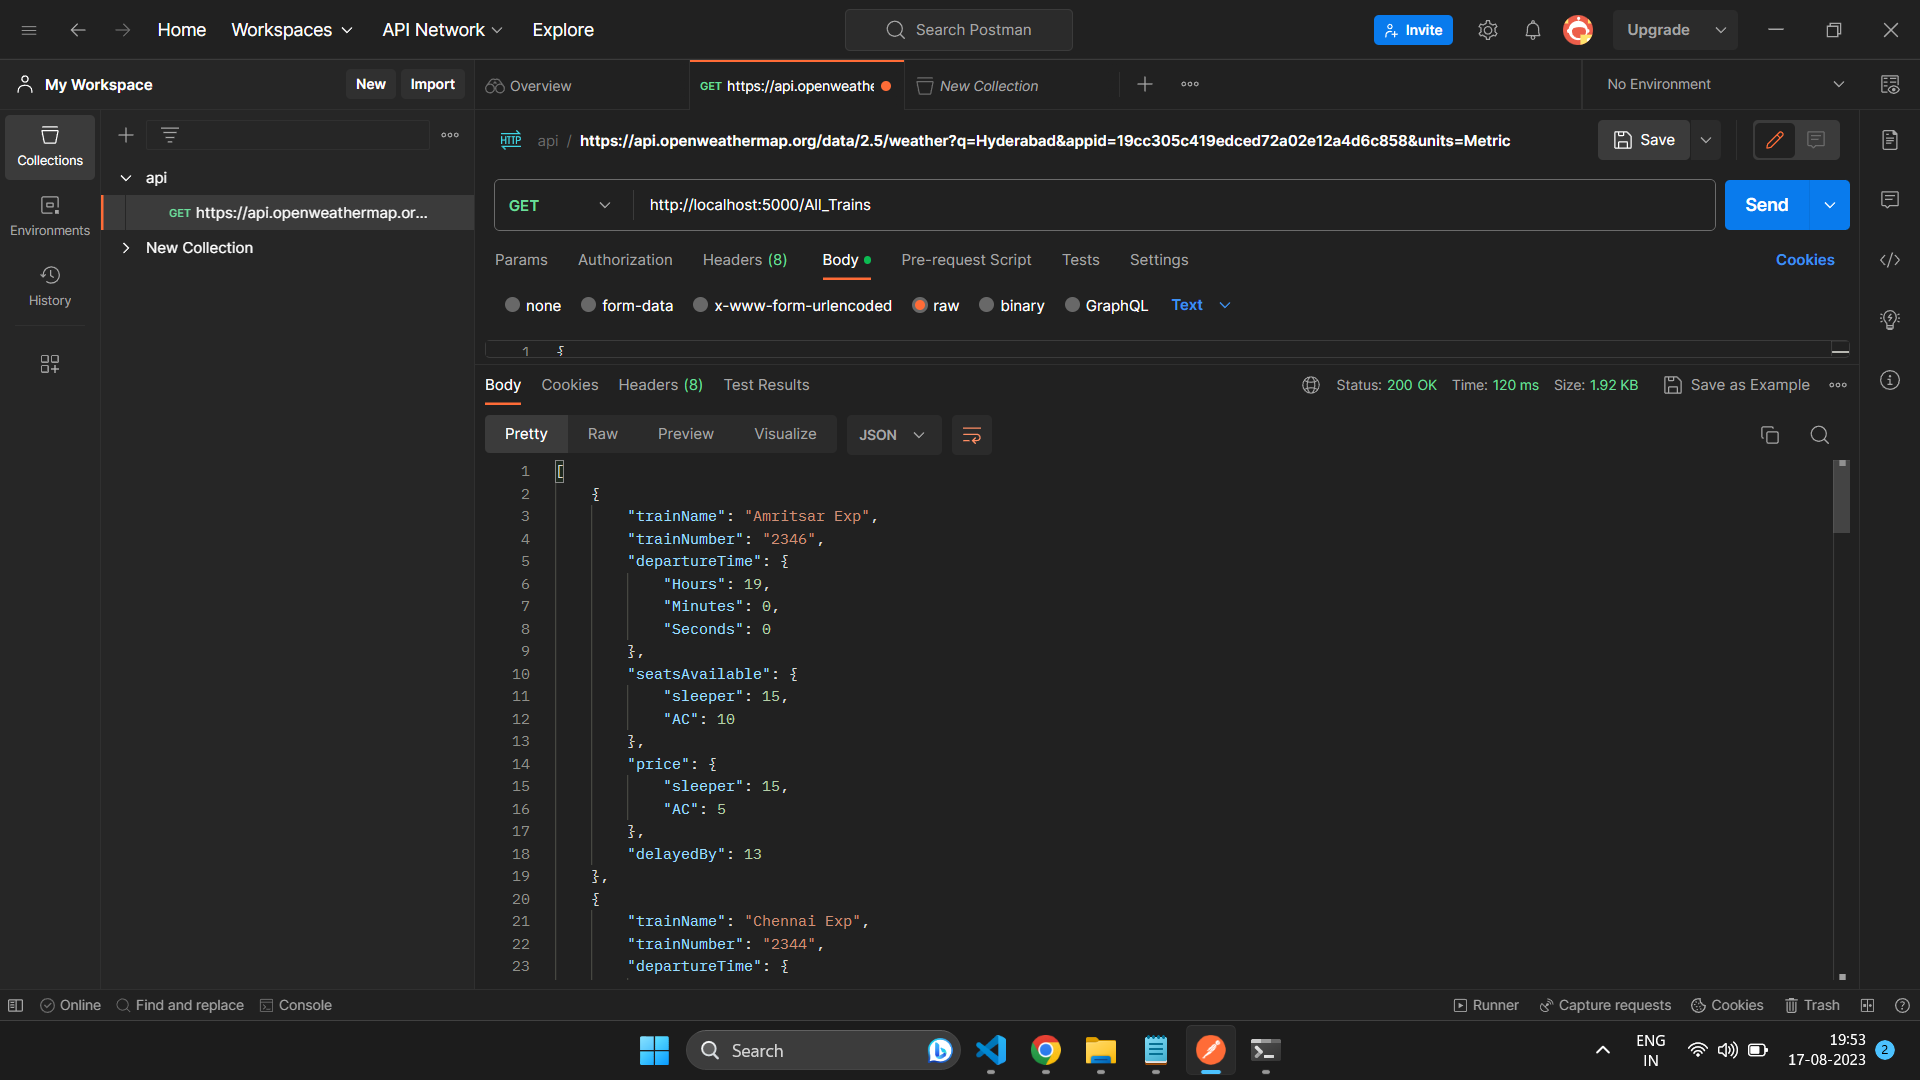 Home Workspaces API Network Explore Search Postman Invite Upgrade
My Workspace New Import Overview GET https://api.openweathe New Collection No Environment
Collections
Environments
History
api
GET https://api.openweathermap.or...
New Collection
HTTP api / https://api.openweathermap.org/data/2.5/weather?q=Hyderabad&appid=19cc305c419edced72a02e12a4d6c858&units=Metric Save
GET http://localhost:5000/All_Trains Send
Params Authorization Headers (8) Body Pre-request Script Tests Settings Cookies
none form-data x-www-form-urlencoded raw binary GraphQL Text
1 {
Body Cookies Headers (8) Test Results Status: 200 OK Time: 120 ms Size: 1.92 KB Save as Example
Pretty Raw Preview Visualize JSON
1 [
2 {
3 "trainName": "Amritsar Exp",
4 "trainNumber": "2346",
5 "departureTime": {
6 "Hours": 19,
7 "Minutes": 0,
8 "Seconds": 0
9 },
10 "seatsAvailable": {
11 "sleeper": 15,
12 "AC": 10
13 },
14 "price": {
15 "sleeper": 15,
16 "AC": 5
17 },
18 "delayedBy": 13
19 },
20 {
21 "trainName": "Chennai Exp",
22 "trainNumber": "2344",
23 "departureTime": {
Online Find and replace Console Runner Capture requests Cookies Trash
Search
ENG
IN
19:53
17-08-2023
2